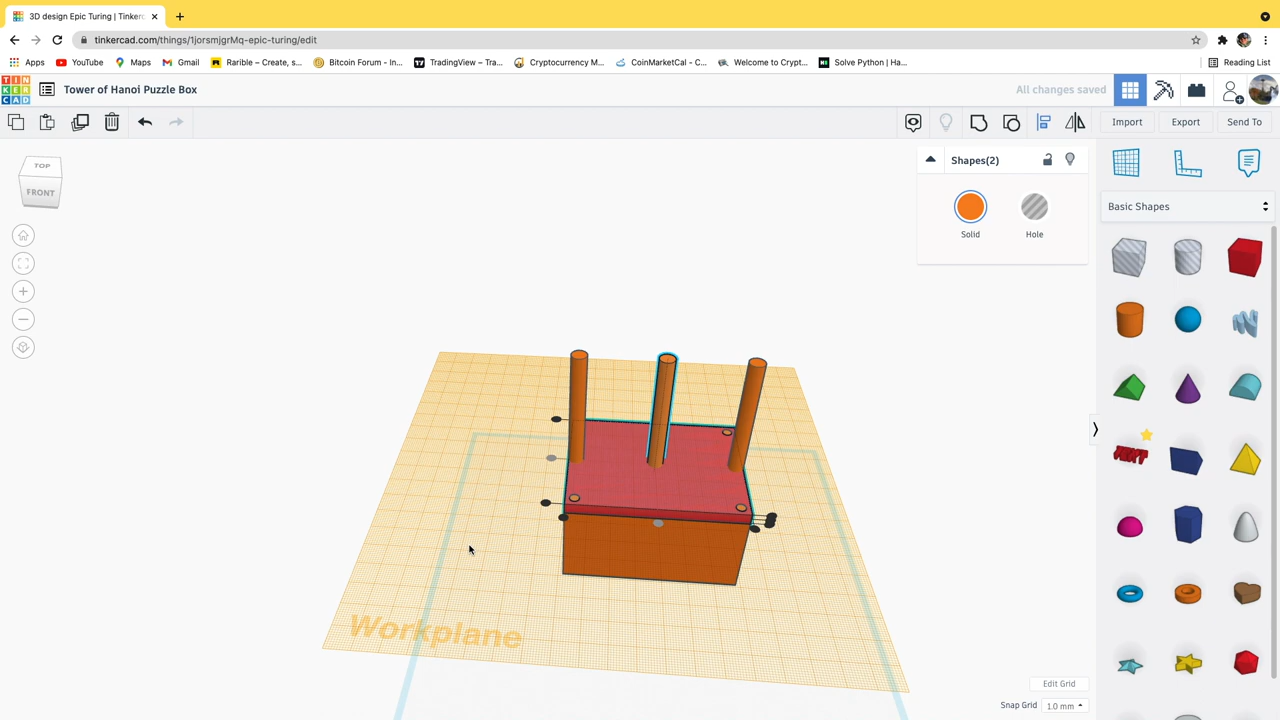 3D design Epic Turing | Tinkerc
tinkercad.com/things/1jorsmjgrMq-epic-turing/edit
Apps YouTube Maps Gmail Rarible – Create, s... Bitcoin Forum - In... TradingView – Tra... Cryptocurrency M... CoinMarketCal - C... Welcome to Crypt... Solve Python | Ha... Reading List
TIN
KER
CAD
Tower of Hanoi Puzzle Box
All changes saved
Import Export Send To
TOP
FRONT
Shapes(2)
Solid Hole
Basic Shapes
Workplane
Edit Grid
Snap Grid 1.0 mm